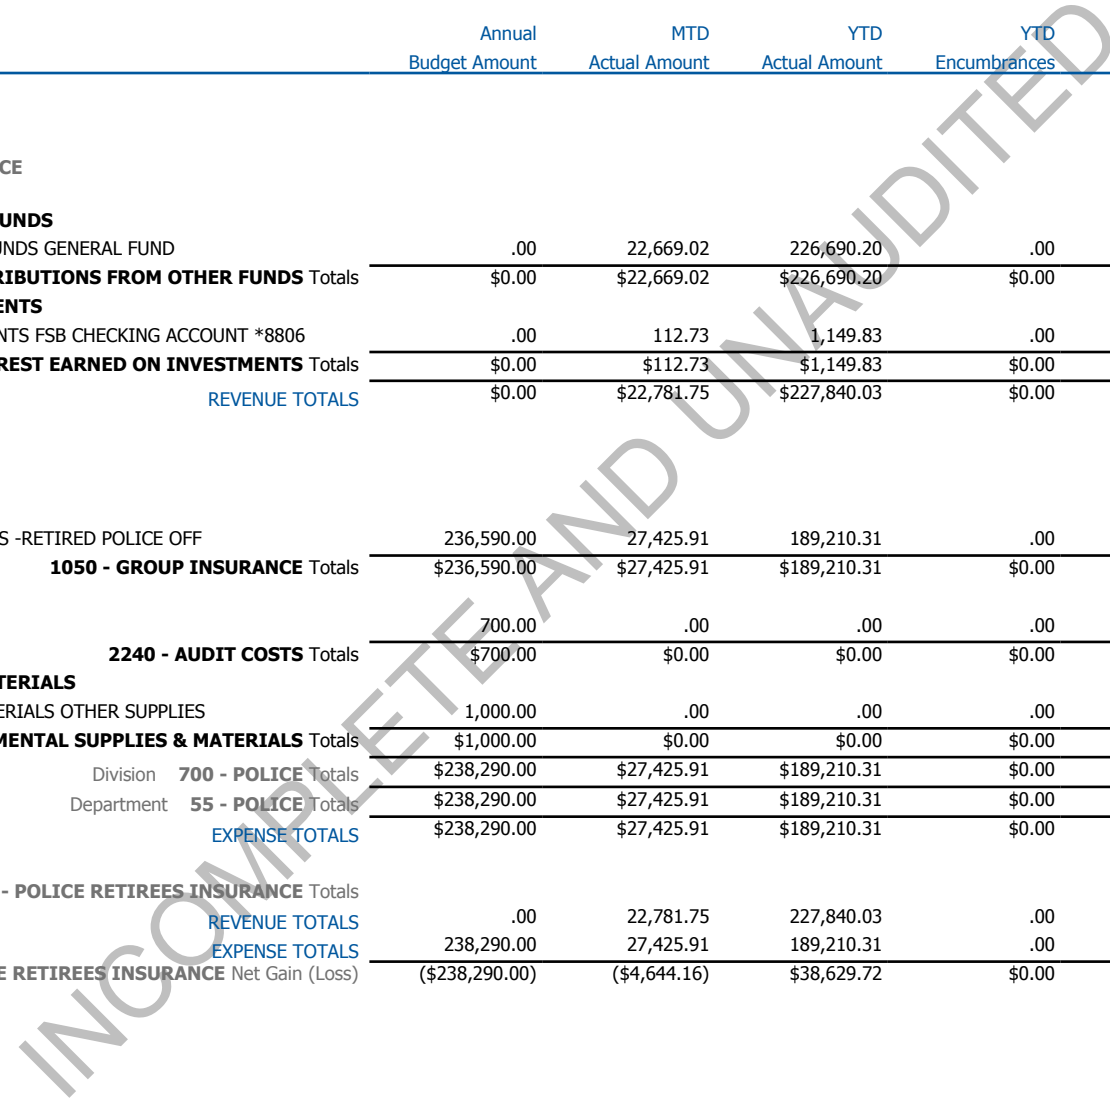 Annual MTD YTD YTD
Budget Amount Actual Amount Actual Amount Encumbrances
CE
UNDS
UNDS GENERAL FUND .00 22,669.02 226,690.20 .00
RIBUTIONS FROM OTHER FUNDS Totals $0.00 $22,669.02 $226,690.20 $0.00
ENTS
NTS FSB CHECKING ACCOUNT *8806 .00 112.73 1,149.83 .00
REST EARNED ON INVESTMENTS Totals $0.00 $112.73 $1,149.83 $0.00
REVENUE TOTALS $0.00 $22,781.75 $227,840.03 $0.00
S -RETIRED POLICE OFF 236,590.00 27,425.91 189,210.31 .00
1050 - GROUP INSURANCE Totals $236,590.00 $27,425.91 $189,210.31 $0.00
700.00 .00 .00 .00
2240 - AUDIT COSTS Totals $700.00 $0.00 $0.00 $0.00
TERIALS
ERIALS OTHER SUPPLIES 1,000.00 .00 .00 .00
MENTAL SUPPLIES & MATERIALS Totals $1,000.00 $0.00 $0.00 $0.00
Division 700 - POLICE Totals $238,290.00 $27,425.91 $189,210.31 $0.00
Department 55 - POLICE Totals $238,290.00 $27,425.91 $189,210.31 $0.00
EXPENSE TOTALS $238,290.00 $27,425.91 $189,210.31 $0.00
- POLICE RETIREES INSURANCE Totals
REVENUE TOTALS .00 22,781.75 227,840.03 .00
EXPENSE TOTALS 238,290.00 27,425.91 189,210.31 .00
E RETIREES INSURANCE Net Gain (Loss) ($238,290.00) ($4,644.16) $38,629.72 $0.00
INCOMPLETE AND UNAUDITED